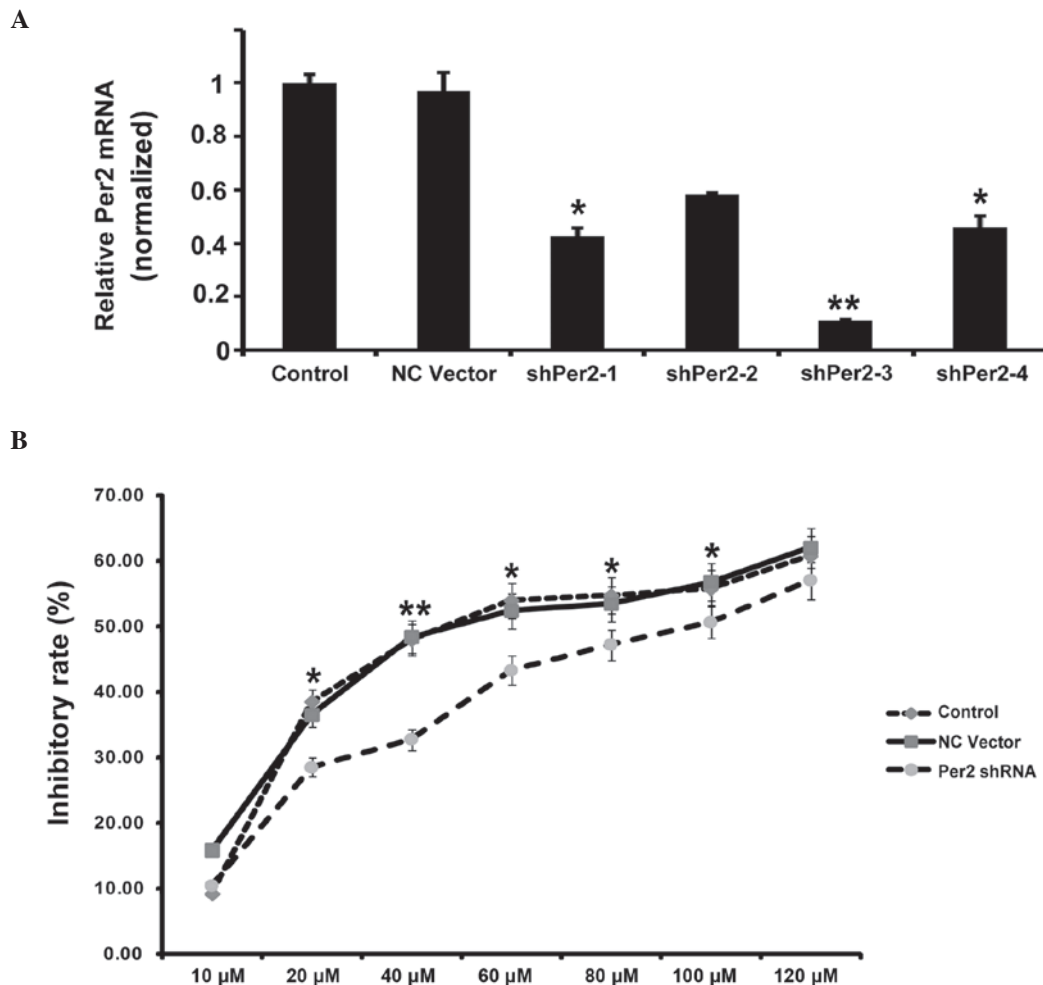 A
Relative Per2 mRNA
(normalized)
1
0.8
0.6
0.4
0.2
0
*
**
*
Control
NC Vector
shPer2-1
shPer2-2
shPer2-3
shPer2-4
B
Inhibitory rate (%)
70.00
60.00
50.00
40.00
30.00
20.00
10.00
0.00
*
**
*
*
*
Control
NC Vector
Per2 shRNA
10 μM
20 μM
40 μM
60 μM
80 μM
100 μM
120 μM